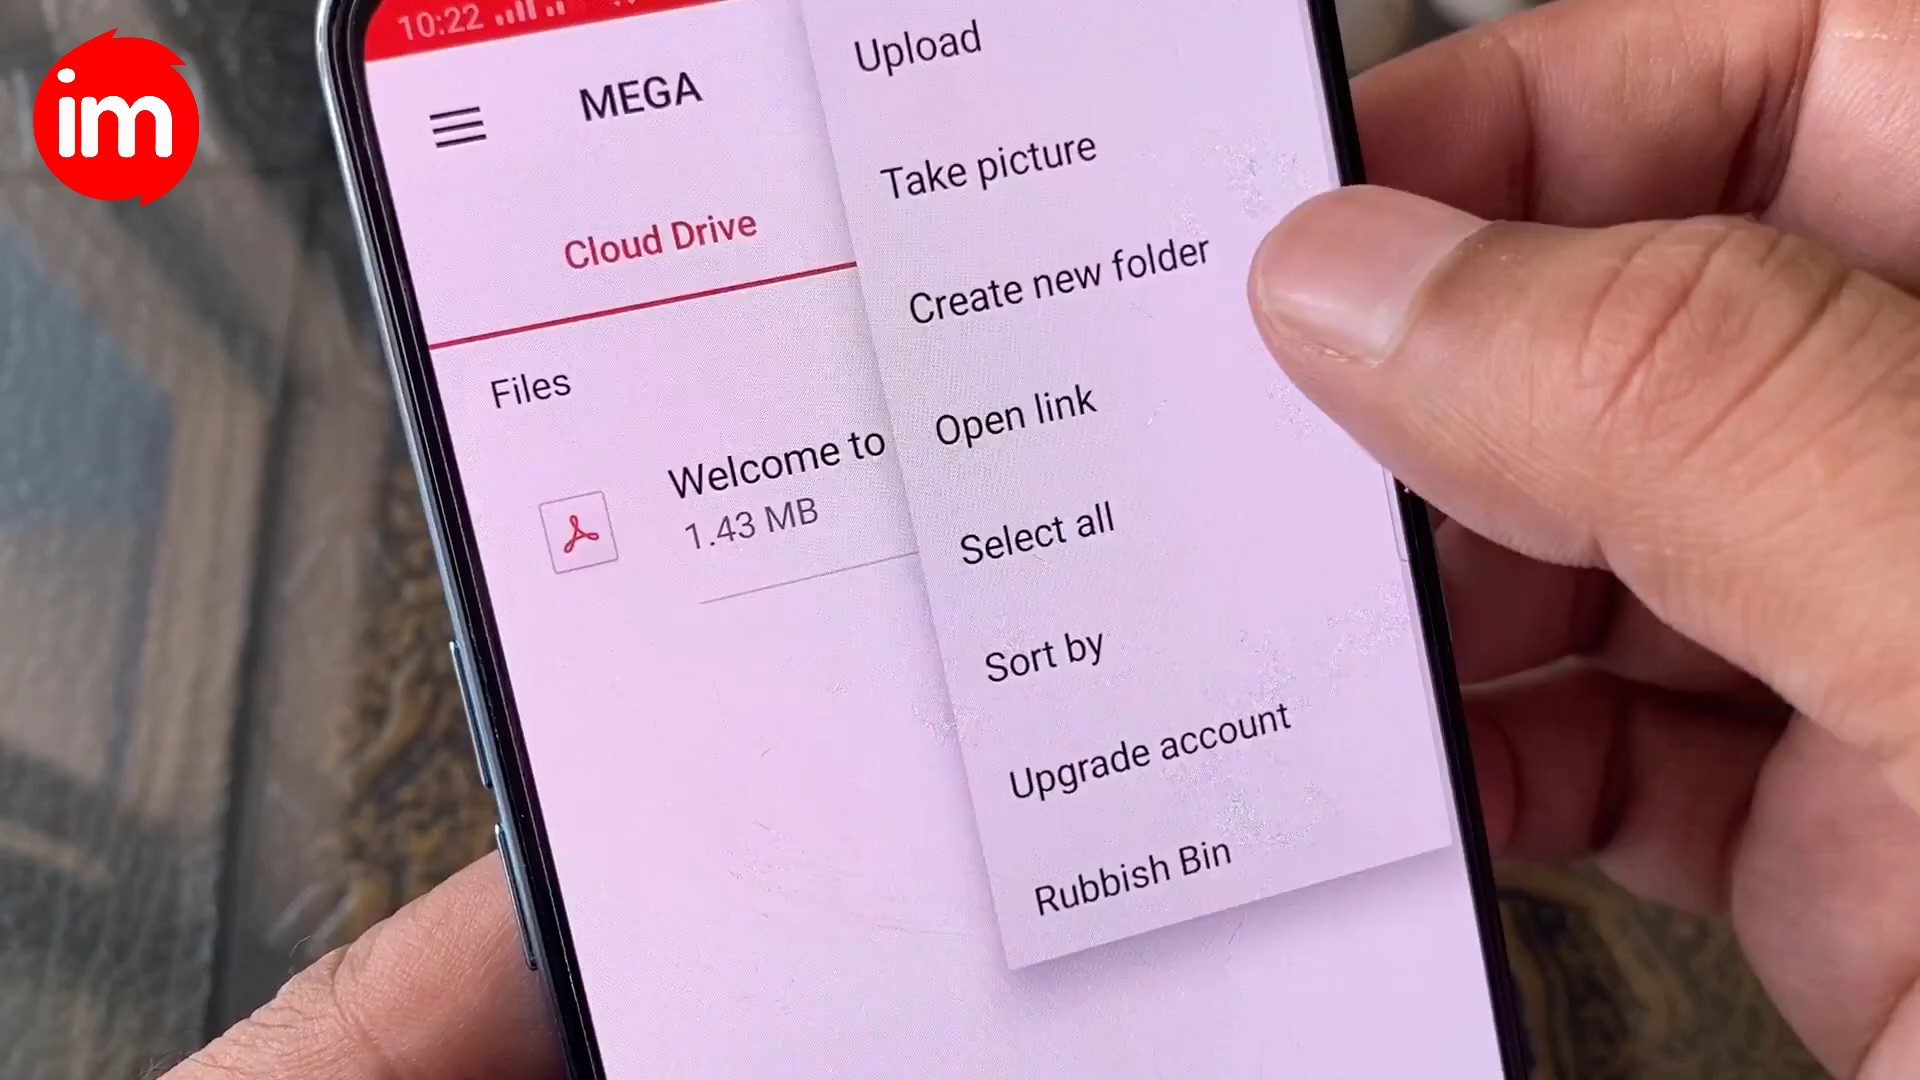 im
10:22
MEGA
Cloud Drive
Files
Welcome to
1.43 MB
Upload
Take picture
Create new folder
Open link
Select all
Sort by
Upgrade account
Rubbish Bin